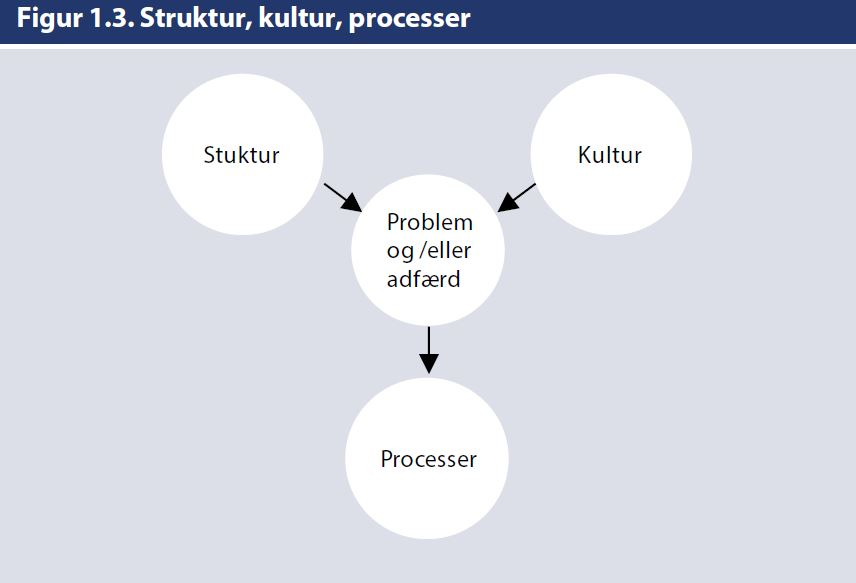 Figur 1.3. Struktur, kultur, processer
Stuktur
Kultur
Problem
og /eller
adfærd
Processer